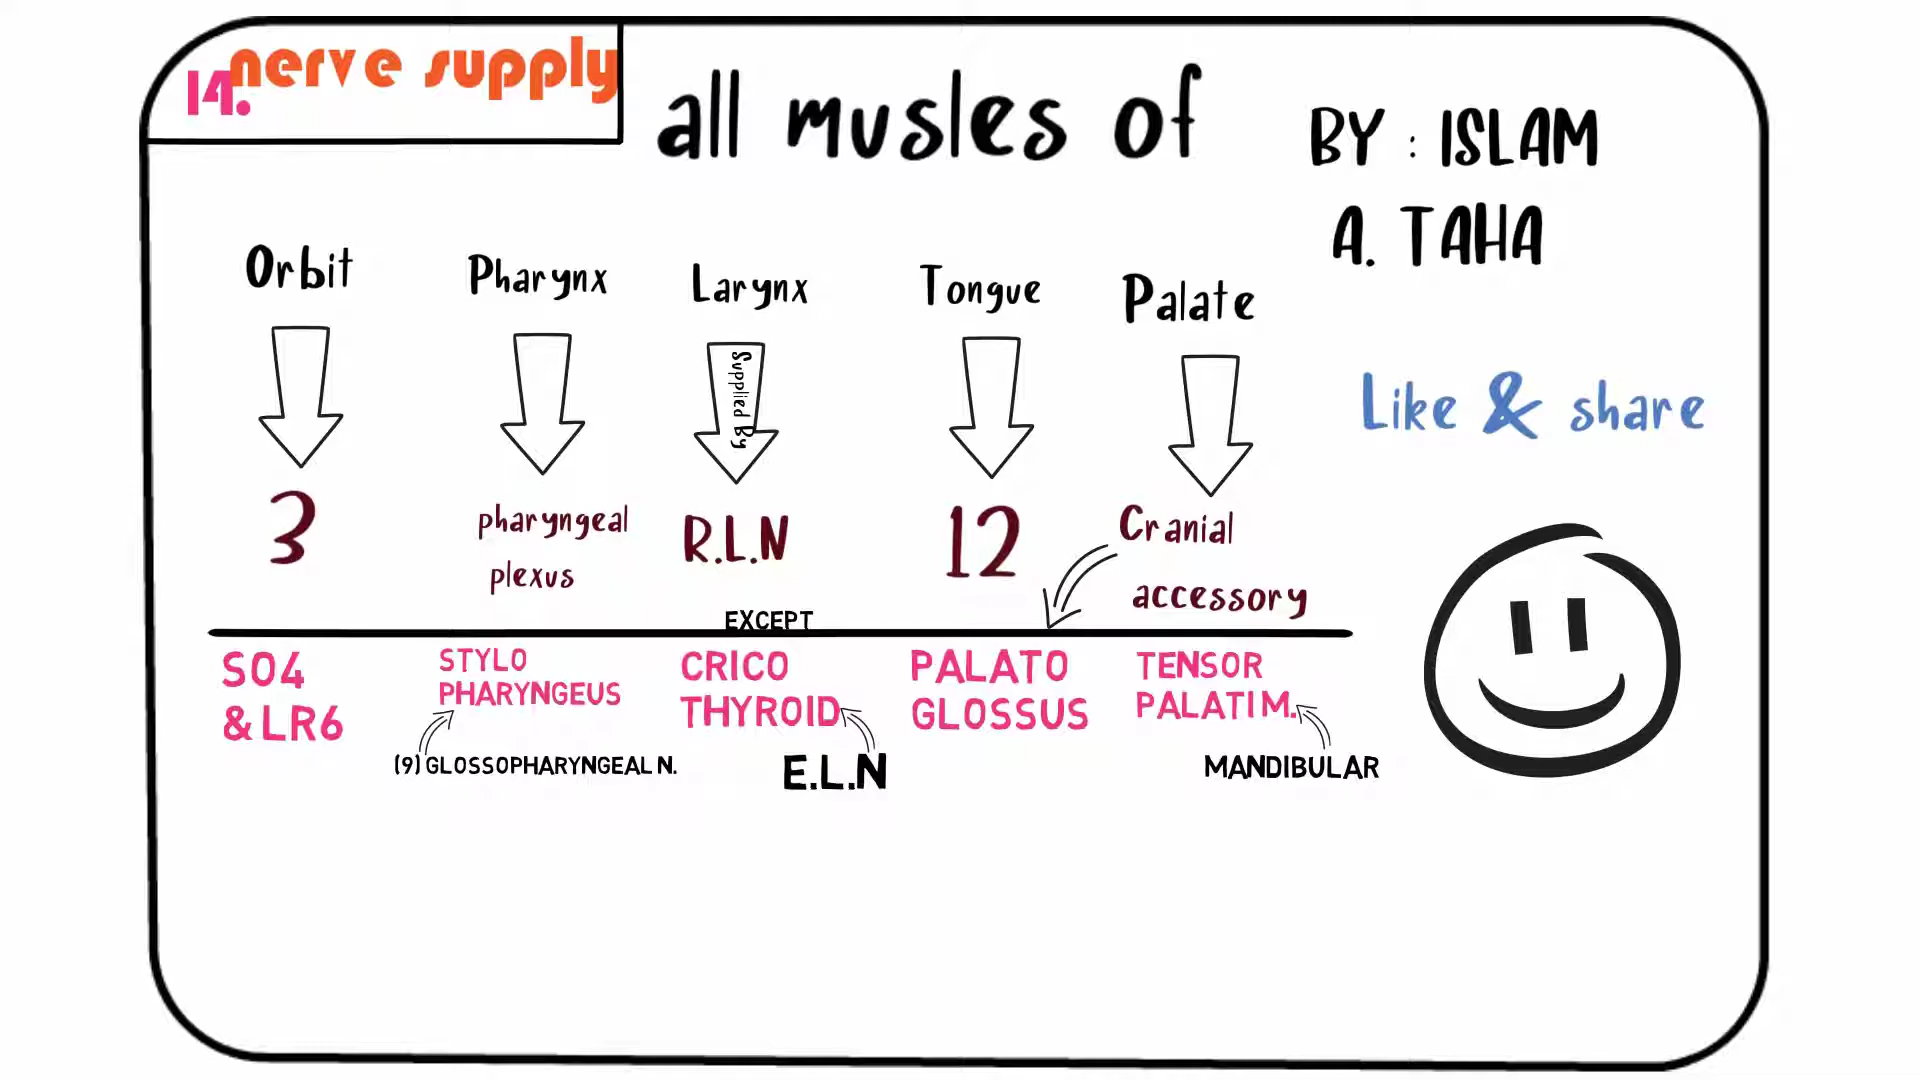 14. nerve supply
all musles of
BY : ISLAM
A. TAHA
Orbit
Pharynx
Larynx
Tongue
Palate
Supplied By
Like & share
3
pharyngeal
plexus
R.L.N
12
Cranial
accessory
EXCEPT
SO4
& LR6
STYLO
PHARYNGEUS
CRICO
THYROID
PALATO
GLOSSUS
TENSOR
PALATI M.
(9) GLOSSOPHARYNGEAL N.
E.L.N
MANDIBULAR